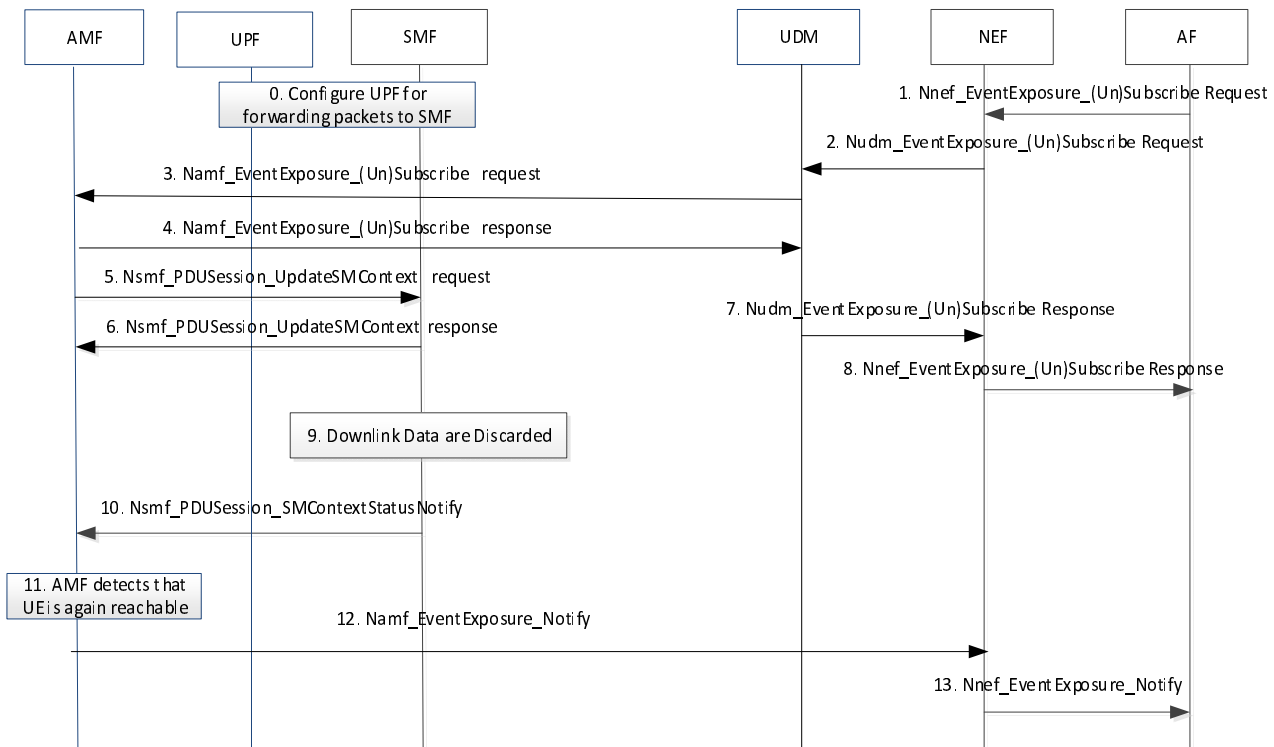 AMF
UPF
SMF
UDM
NEF
AF
0. Configure UPF for
forwarding packets to SMF
1. Nnef_EventExposure_(Un)Subscribe Request
2. Nudm_EventExposure_(Un)Subscribe Request
3. Namf_EventExposure_(Un)Subscribe request
4. Namf_EventExposure_(Un)Subscribe response
5. Nsmf_PDUSession_UpdateSMContext request
6. Nsmf_PDUSession_UpdateSMContext response
7. Nudm_EventExposure_(Un)Subscribe Response
8. Nnef_EventExposure_(Un)Subscribe Response
9. Downlink Data are Discarded
10. Nsmf_PDUSession_SMContextStatusNotify
11. AMF detects that
UE is again reachable
12. Namf_EventExposure_Notify
13. Nnef_EventExposure_Notify